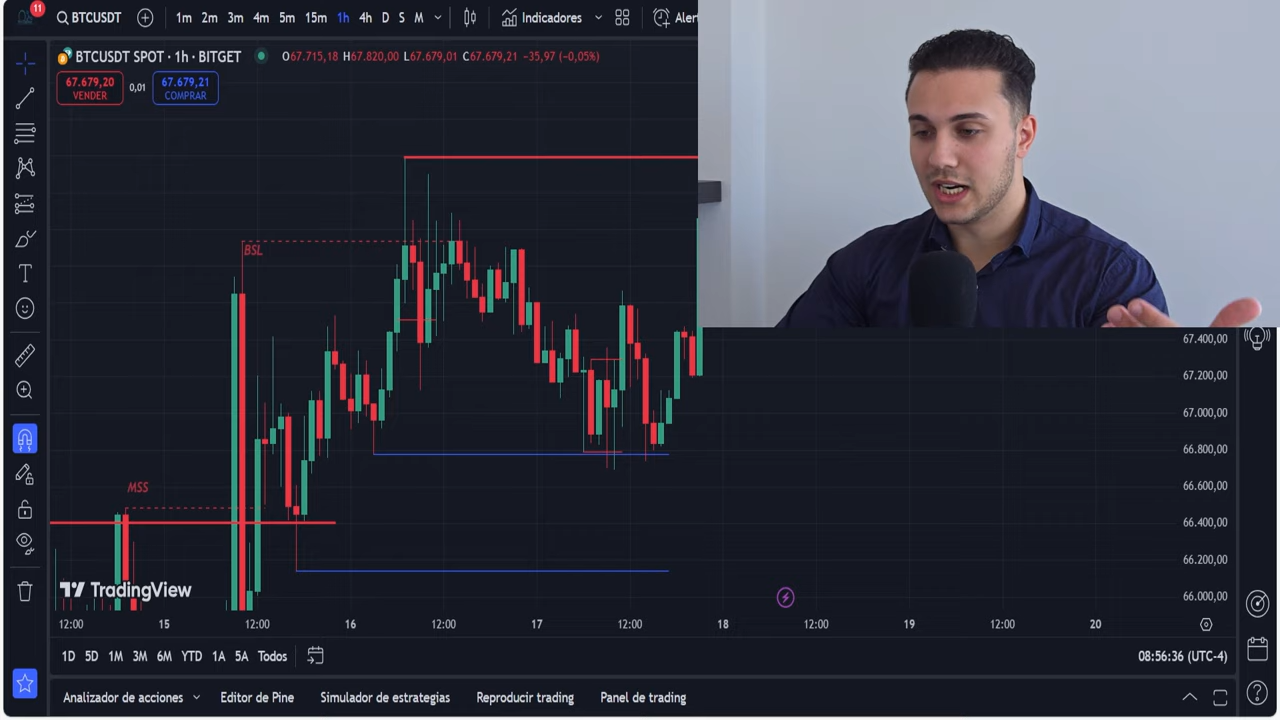 11
BTCUSDT
1m 2m 3m 4m 5m 15m 1h 4h D S M
Indicadores
Aler
BTCUSDT SPOT · 1h · BITGET
O67.715,18 H67.820,00 L67.679,01 C67.679,21 −35,97 (−0,05%)
67.679,20
VENDER
0,01
67.679,21
COMPRAR
BSL
MSS
67.400,00
67.200,00
67.000,00
66.800,00
66.600,00
66.400,00
66.200,00
66.000,00
TradingView
12:00 15 12:00 16 12:00 17 12:00 18 12:00 19 12:00 20
1D 5D 1M 3M 6M YTD 1A 5A Todos
08:56:36 (UTC-4)
Analizador de acciones
Editor de Pine
Simulador de estrategias
Reproducir trading
Panel de trading